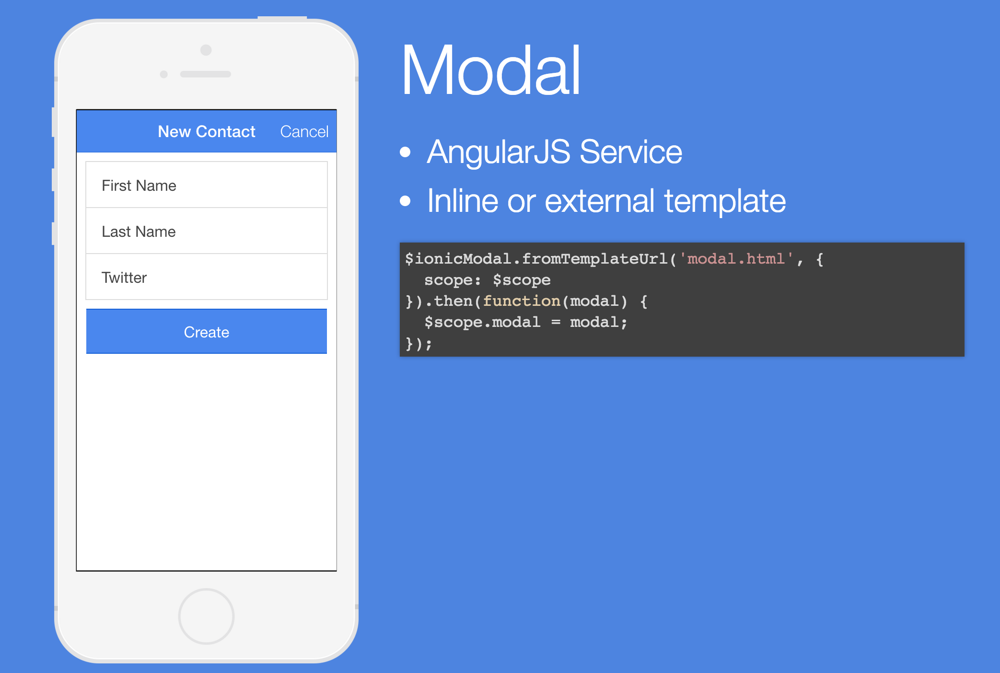 New Contact Cancel
First Name
Last Name
Twitter
Create
Modal
• AngularJS Service
• Inline or external template
$ionicModal.fromTemplateUrl('modal.html', {
  scope: $scope
}).then(function(modal) {
  $scope.modal = modal;
});